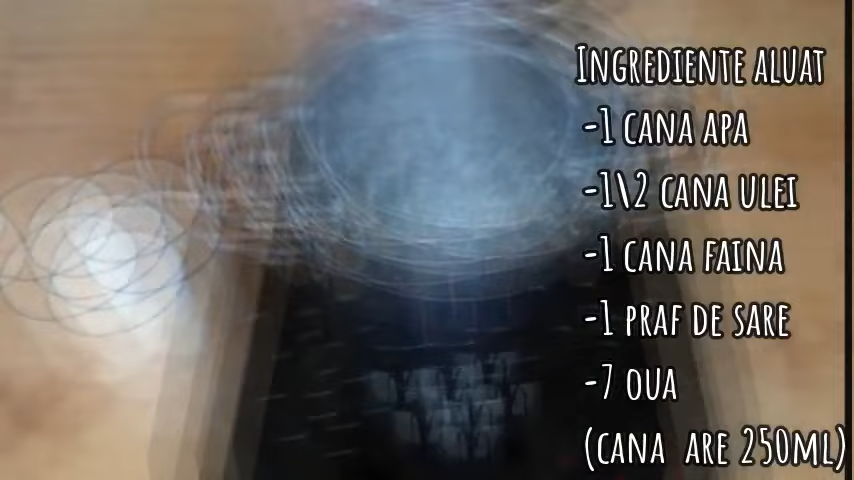 Ingrediente aluat
-1 cana apa
-1\2 cana ulei
-1 cana faina
-1 praf de sare
-7 oua
(cana are 250ml)